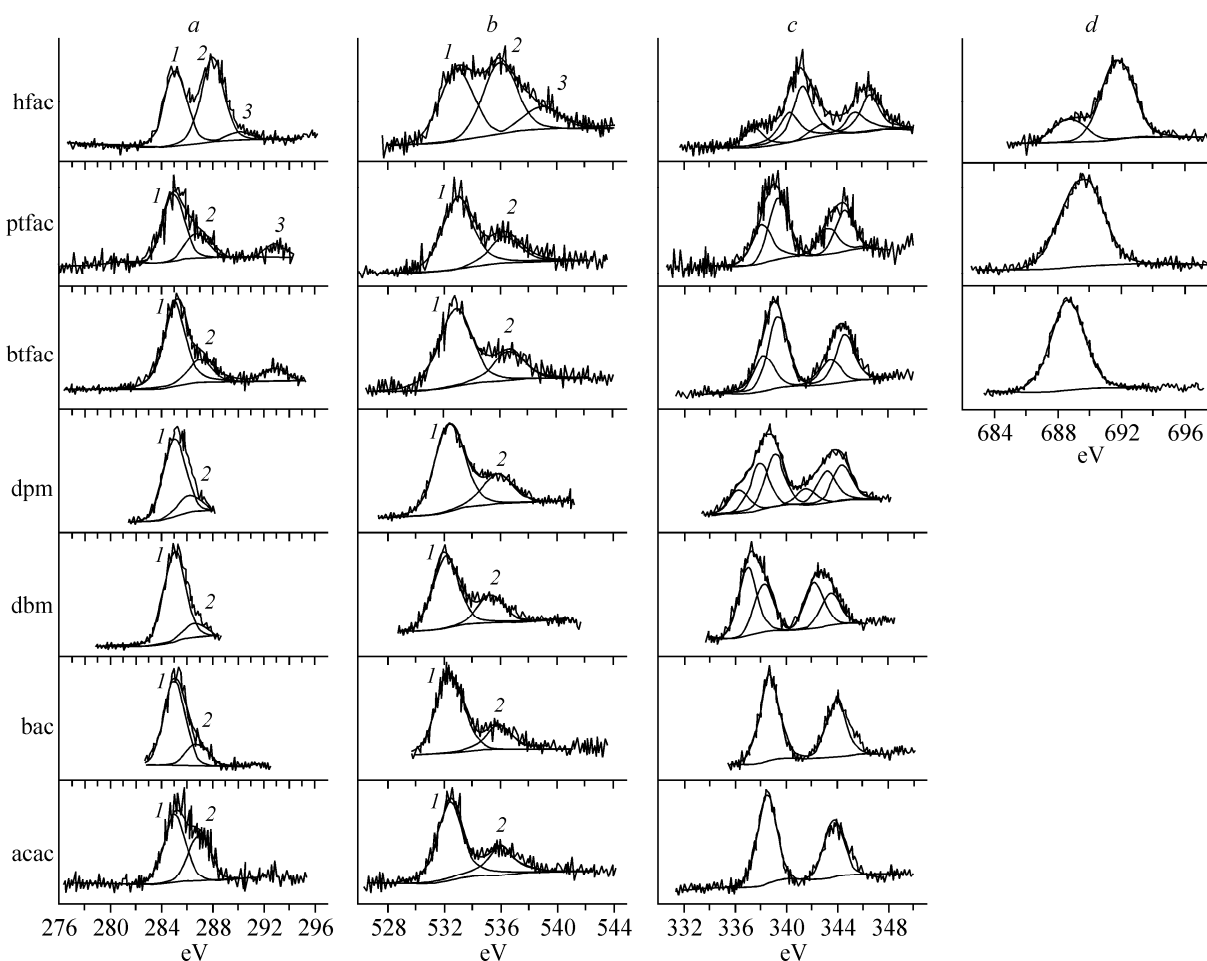 a b c d
hfac 1 2 3 1 2 3
ptfac 1 2 3 1 2
btfac 1 2 1 2
684 688 692 696
eV
dpm 1 2 1 2
dbm 1 2 1 2
bac 1 2 1 2
acac 1 2 1 2
276 280 284 288 292 296 528 532 536 540 544 332 336 340 344 348
eV eV eV